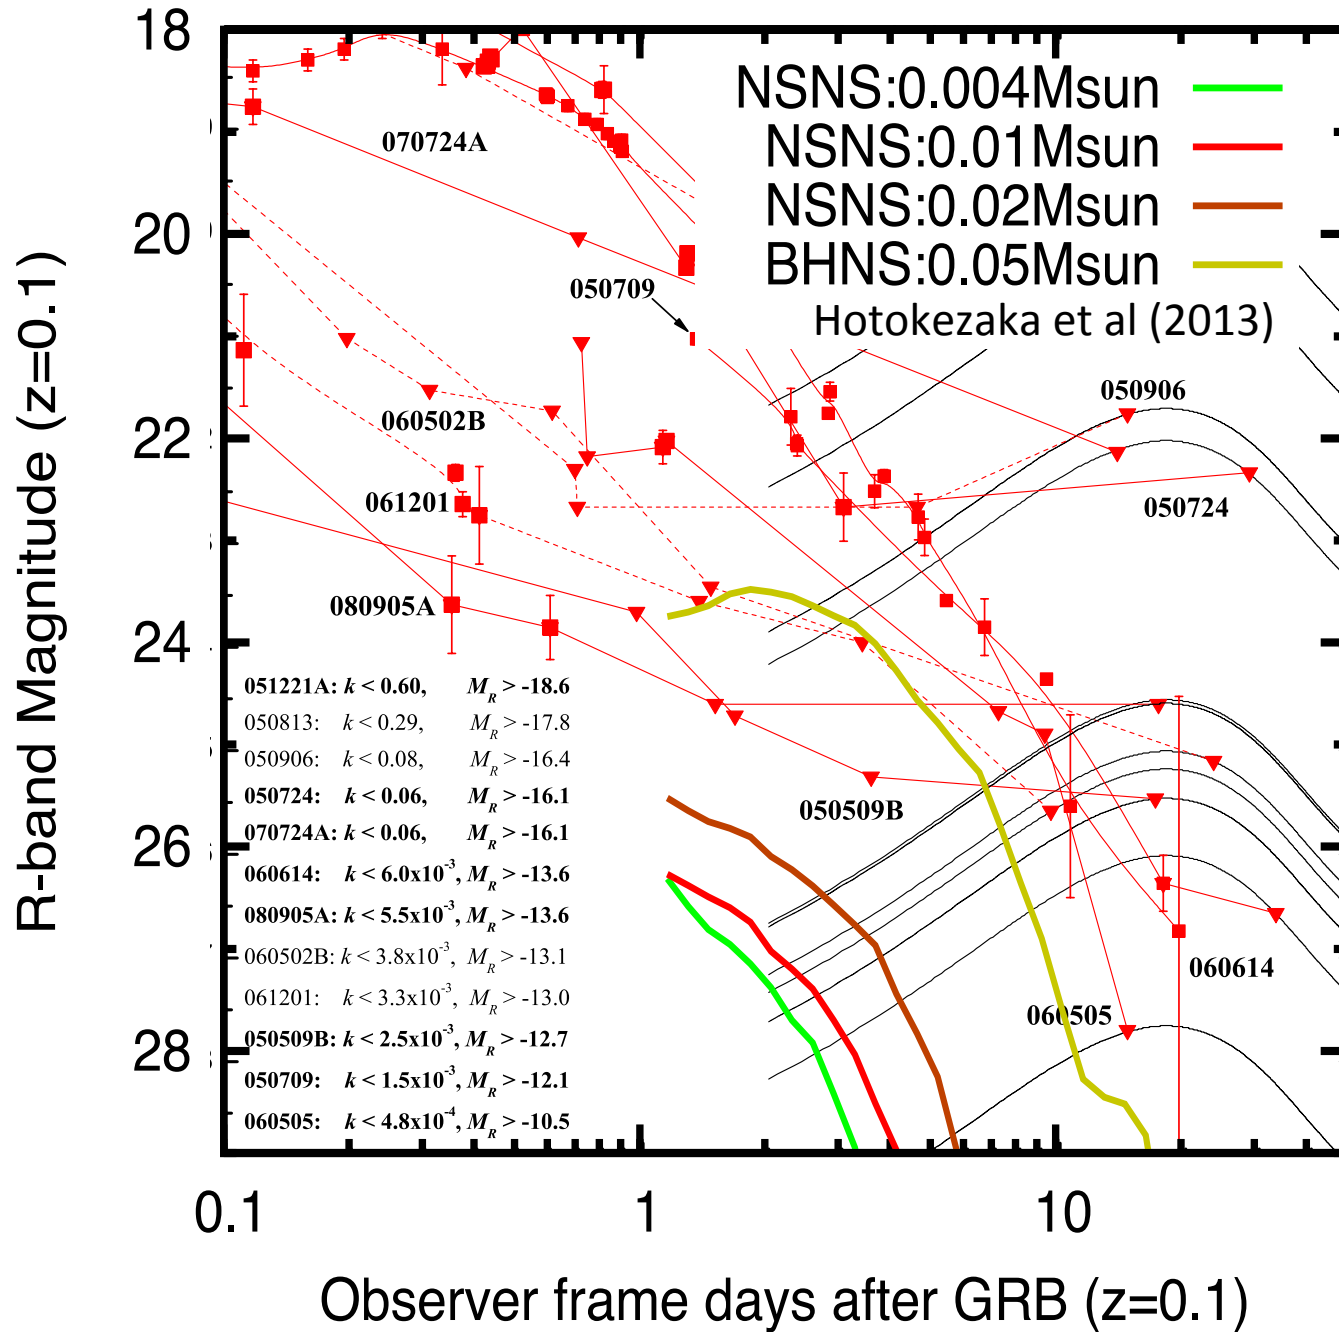 18
20
22
24
26
28
R-band Magnitude (z=0.1)
NSNS:0.004Msun
NSNS:0.01Msun
NSNS:0.02Msun
BHNS:0.05Msun
Hotokezaka et al (2013)
070724A
050709
050906
060502B
050724
061201
080905A
050509B
060614
060505
051221A: k < 0.60, M_R > -18.6
050813: k < 0.29, M_R > -17.8
050906: k < 0.08, M_R > -16.4
050724: k < 0.06, M_R > -16.1
070724A: k < 0.06, M_R > -16.1
060614: k < 6.0x10^-3, M_R > -13.6
080905A: k < 5.5x10^-3, M_R > -13.6
060502B: k < 3.8x10^-3, M_R > -13.1
061201: k < 3.3x10^-3, M_R > -13.0
050509B: k < 2.5x10^-3, M_R > -12.7
050709: k < 1.5x10^-3, M_R > -12.1
060505: k < 4.8x10^-4, M_R > -10.5
0.1
1
10
Observer frame days after GRB (z=0.1)